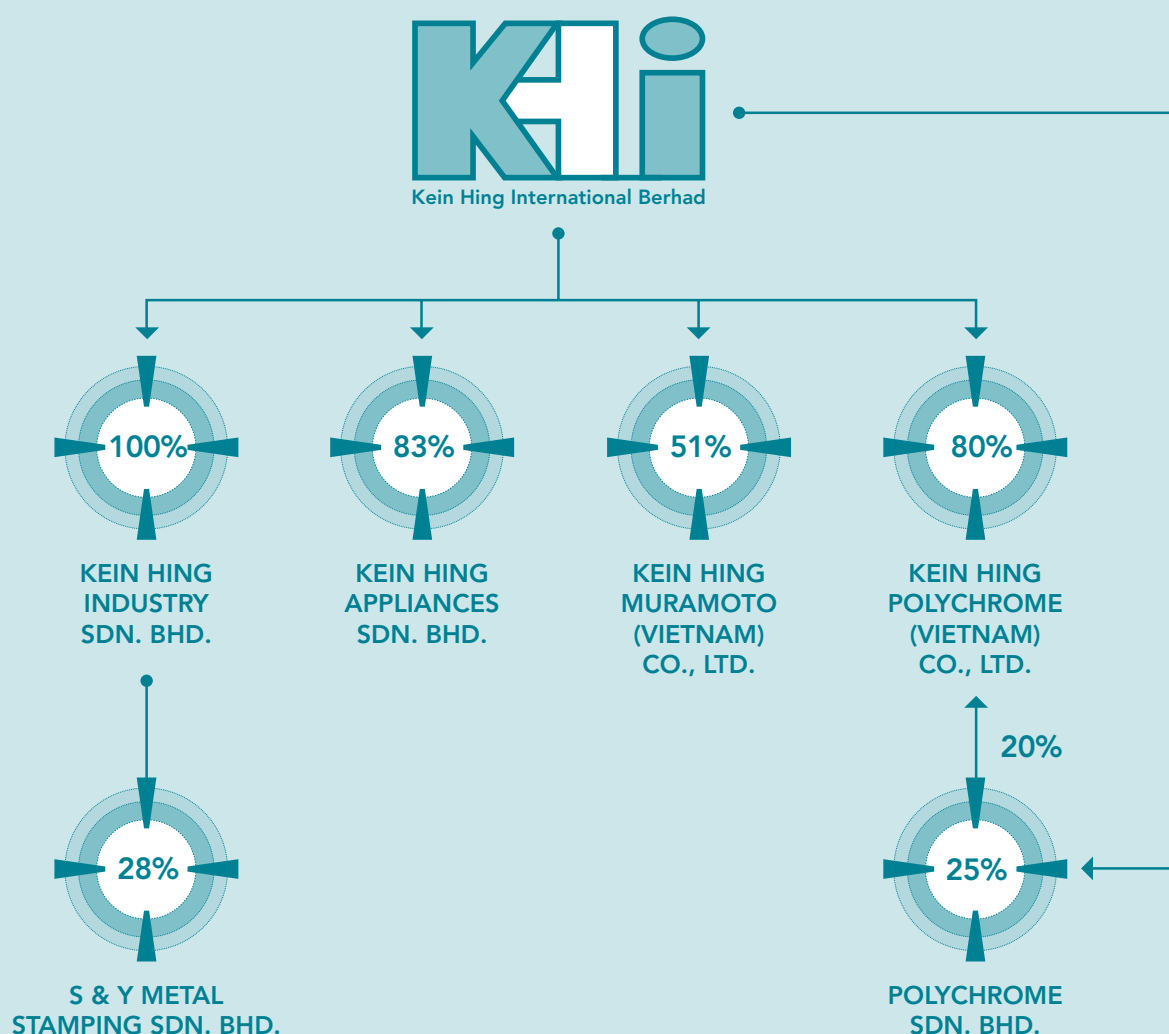 KHi
Kein Hing International Berhad
100%
83%
51%
80%
KEIN HING
INDUSTRY
SDN. BHD.
KEIN HING
APPLIANCES
SDN. BHD.
KEIN HING
MURAMOTO
(VIETNAM)
CO., LTD.
KEIN HING
POLYCHROME
(VIETNAM)
CO., LTD.
20%
28%
25%
S & Y METAL
STAMPING SDN. BHD.
POLYCHROME
SDN. BHD.